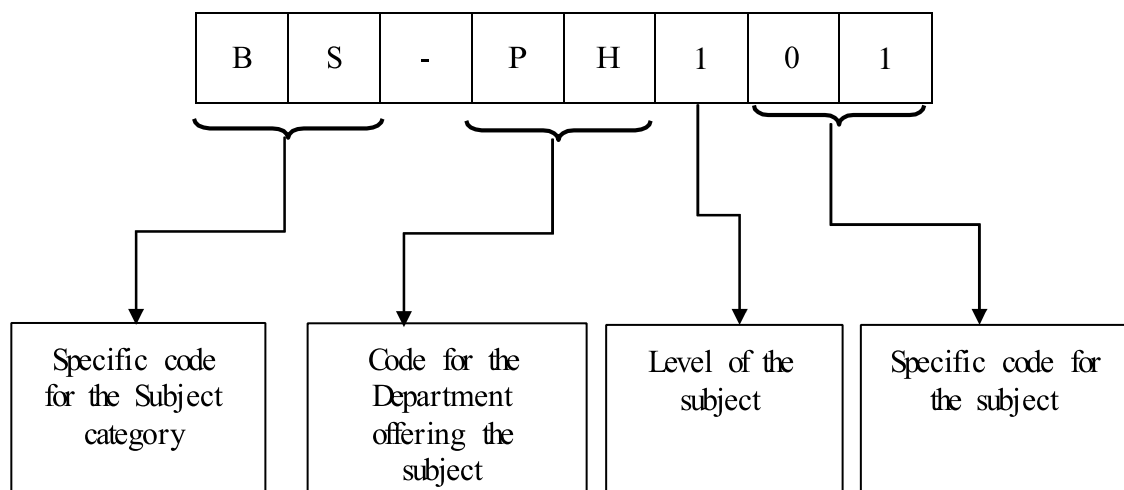 B S - P H 1 0 1
Specific code
for the Subject
category
Code for the
Department
offering the
subject
Level of the
subject
Specific code for
the subject